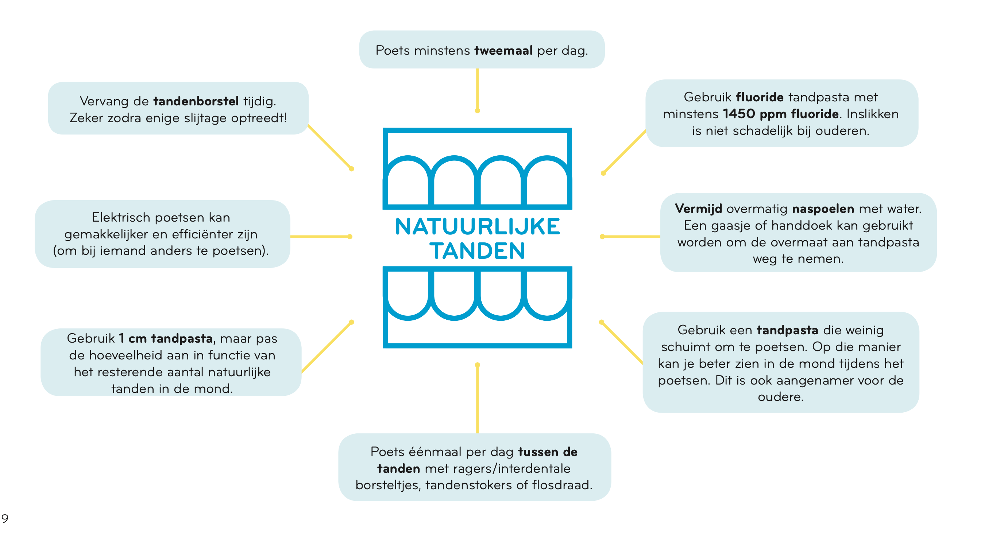 Poets minstens tweemaal per dag.
Vervang de tandenborstel tijdig.
Zeker zodra enige slijtage optreedt!
Gebruik fluoride tandpasta met
minstens 1450 ppm fluoride. Inslikken
is niet schadelijk bij ouderen.
Elektrisch poetsen kan
gemakkelijker en efficiënter zijn
(om bij iemand anders te poetsen).
NATUURLIJKE
TANDEN
Vermijd overmatig naspoelen met water.
Een gaasje of handdoek kan gebruikt
worden om de overmaat aan tandpasta
weg te nemen.
Gebruik 1 cm tandpasta, maar pas
de hoeveelheid aan in functie van
het resterende aantal natuurlijke
tanden in de mond.
Gebruik een tandpasta die weinig
schuimt om te poetsen. Op die manier
kan je beter zien in de mond tijdens het
poetsen. Dit is ook aangenamer voor de
oudere.
Poets éénmaal per dag tussen de
tanden met ragers/interdentale
borsteltjes, tandenstokers of flosdraad.
9